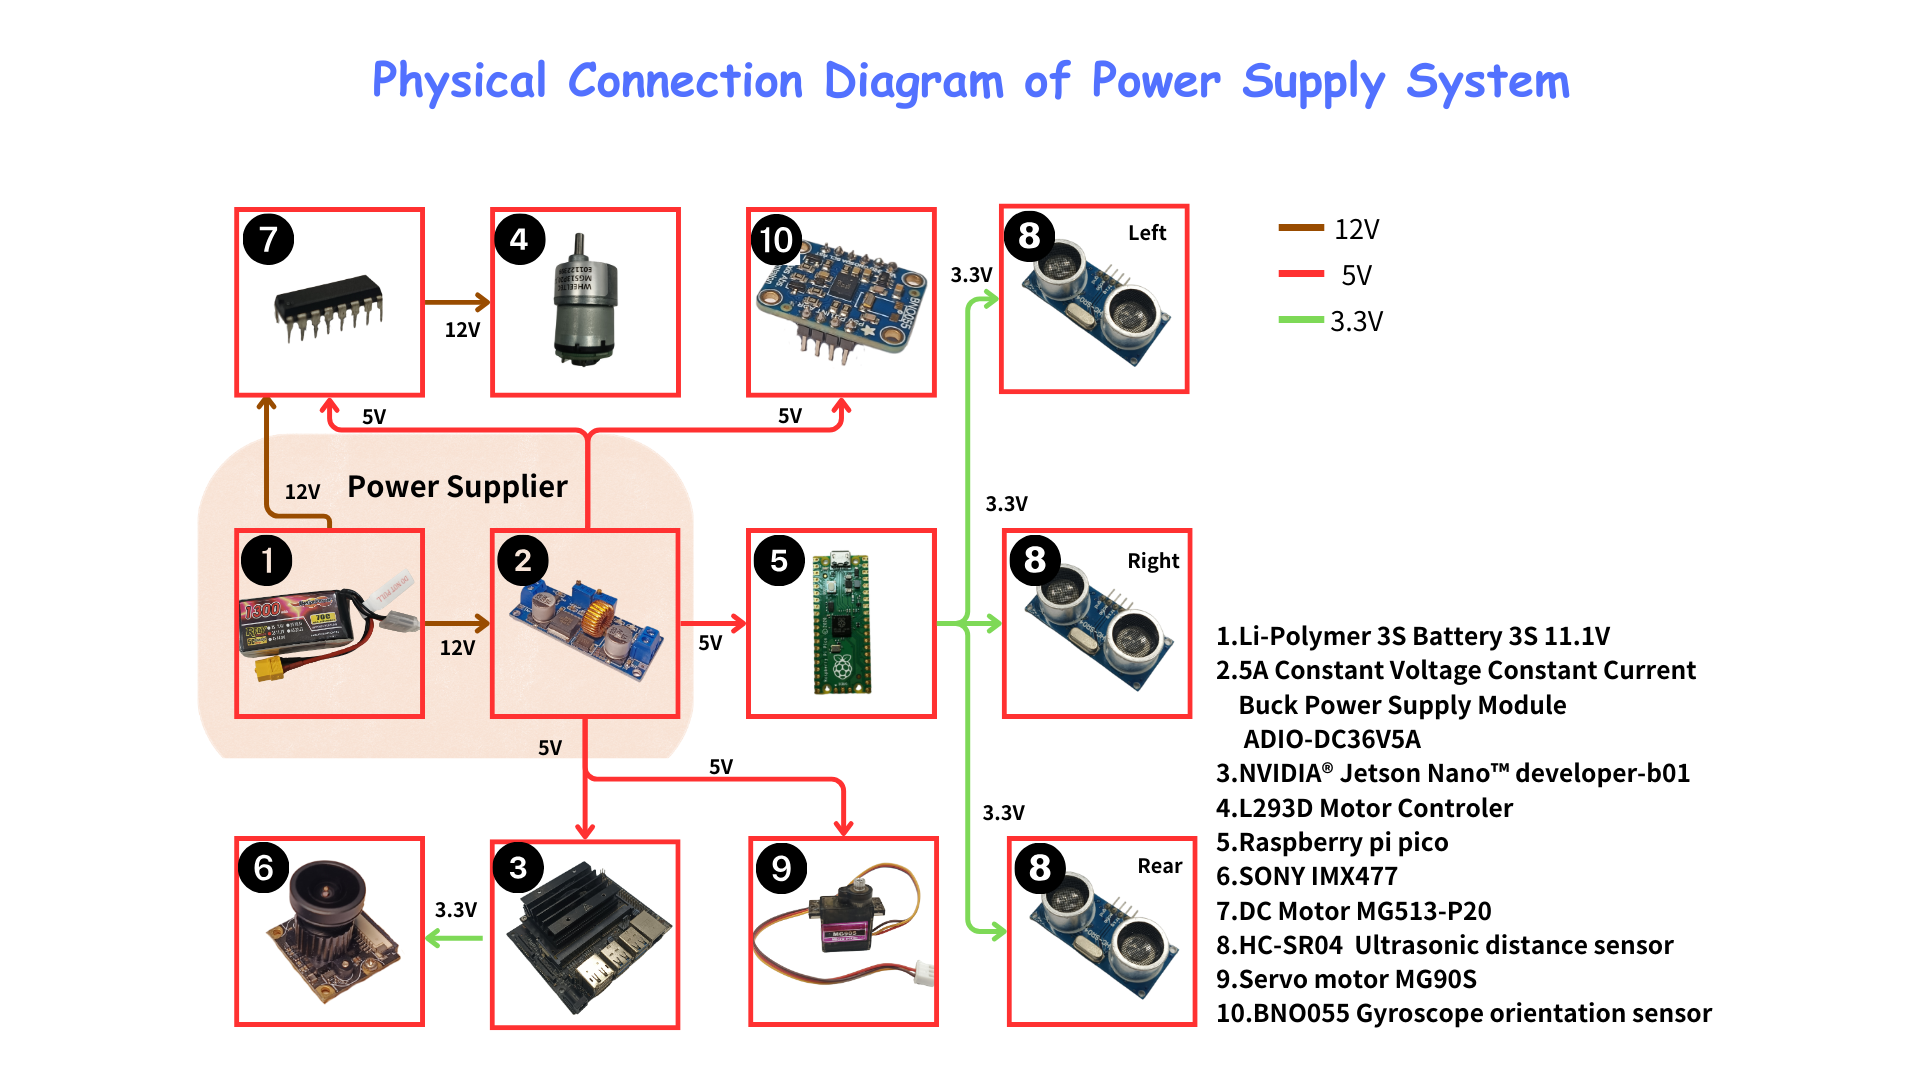 Physical Connection Diagram of Power Supply System
7
4
10
BNO055
8
Left
12V
5V
3.3V
12V
3.3V
5V
5V
12V
Power Supplier
3.3V
1
1300
2
5
8
Right
12V
5V
5V
5V
3.3V
6
3
9
MG90S
8
Rear
3.3V
1.Li-Polymer 3S Battery 3S 11.1V
2.5A Constant Voltage Constant Current
Buck Power Supply Module
ADIO-DC36V5A
3.NVIDIA® Jetson Nano™ developer-b01
4.L293D Motor Controler
5.Raspberry pi pico
6.SONY IMX477
7.DC Motor MG513-P20
8.HC-SR04 Ultrasonic distance sensor
9.Servo motor MG90S
10.BNO055 Gyroscope orientation sensor